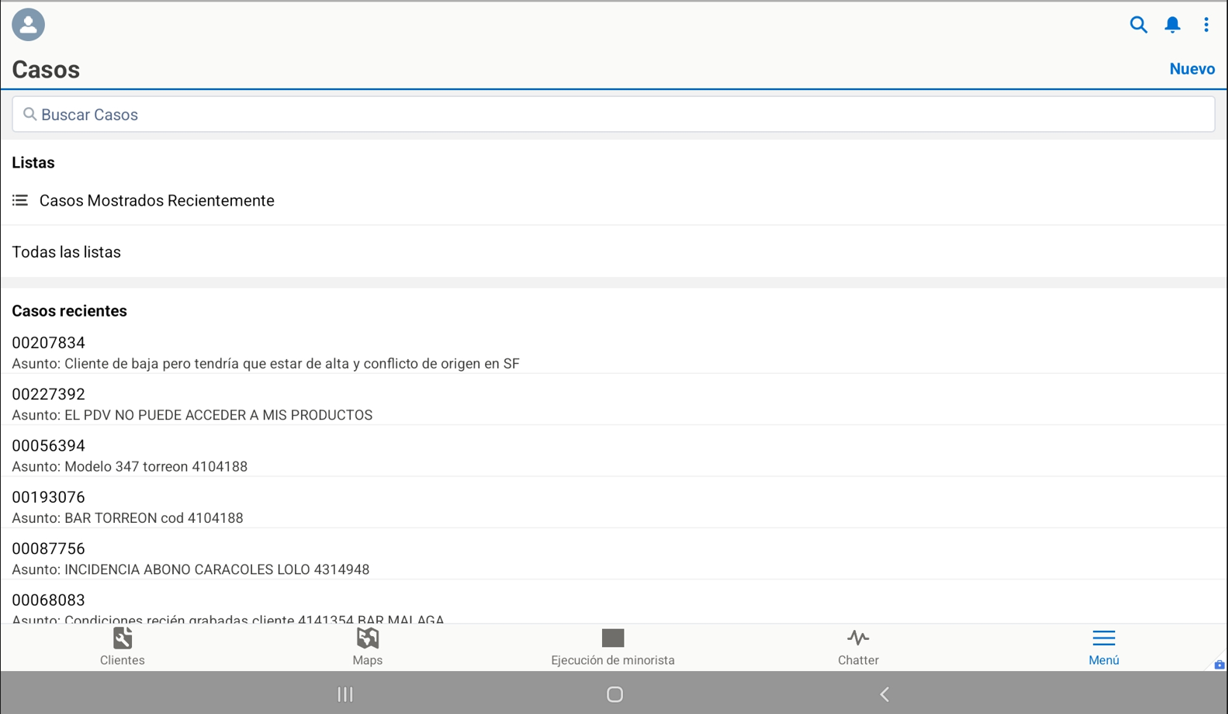 Casos
Nuevo
Buscar Casos
Listas
Casos Mostrados Recientemente
Todas las listas
Casos recientes
00207834
Asunto: Cliente de baja pero tendría que estar de alta y conflicto de origen en SF
00227392
Asunto: EL PDV NO PUEDE ACCEDER A MIS PRODUCTOS
00056394
Asunto: Modelo 347 torreon 4104188
00193076
Asunto: BAR TORREON cod 4104188
00087756
Asunto: INCIDENCIA ABONO CARACOLES LOLO 4314948
00068083
Asunto: Condiciones recién grabadas cliente 4141354 BAR MALAGA
Clientes
Maps
Ejecución de minorista
Chatter
Menú